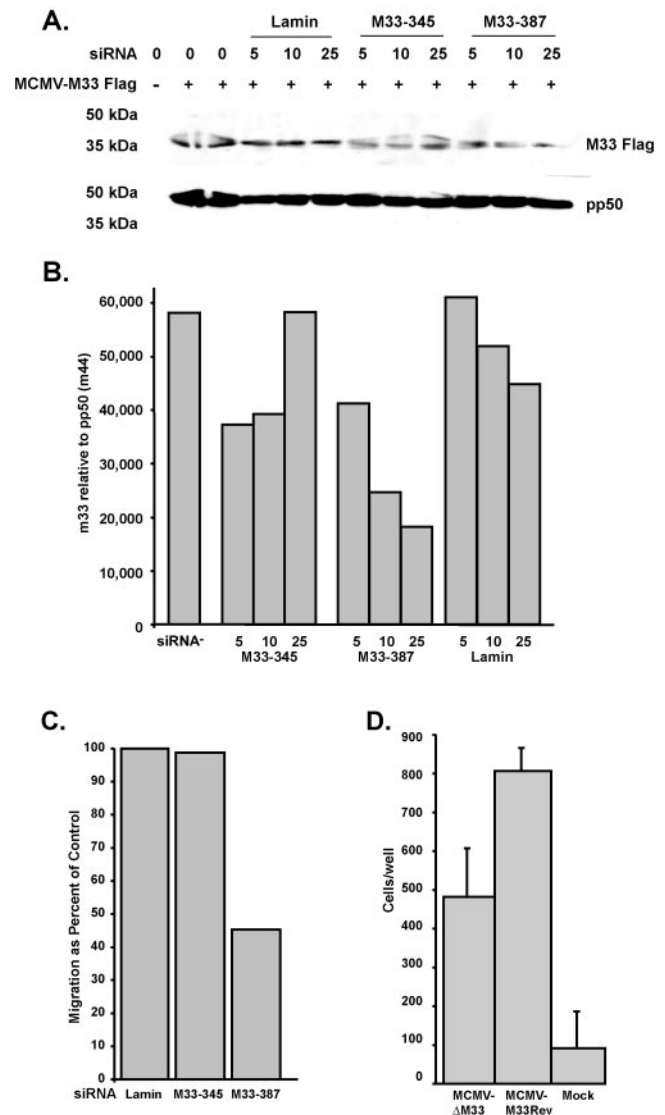 A.
Lamin M33-345 M33-387
siRNA 0 0 0 5 10 25 5 10 25 5 10 25
MCMV-M33 Flag - + + + + + + + + + + +
50 kDa
35 kDa M33 Flag
50 kDa
35 kDa pp50
B.
m33 relative to pp50 (m44)
60,000
50,000
40,000
30,000
20,000
10,000
0
siRNA- 5 10 25 5 10 25 5 10 25
M33-345 M33-387 Lamin
C.
Migration as Percent of Control
100
90
80
70
60
50
40
30
20
10
0
siRNA Lamin M33-345 M33-387
D.
Cells/well
900
800
700
600
500
400
300
200
100
0
MCMV- MCMV- Mock
ΔM33 M33Rev